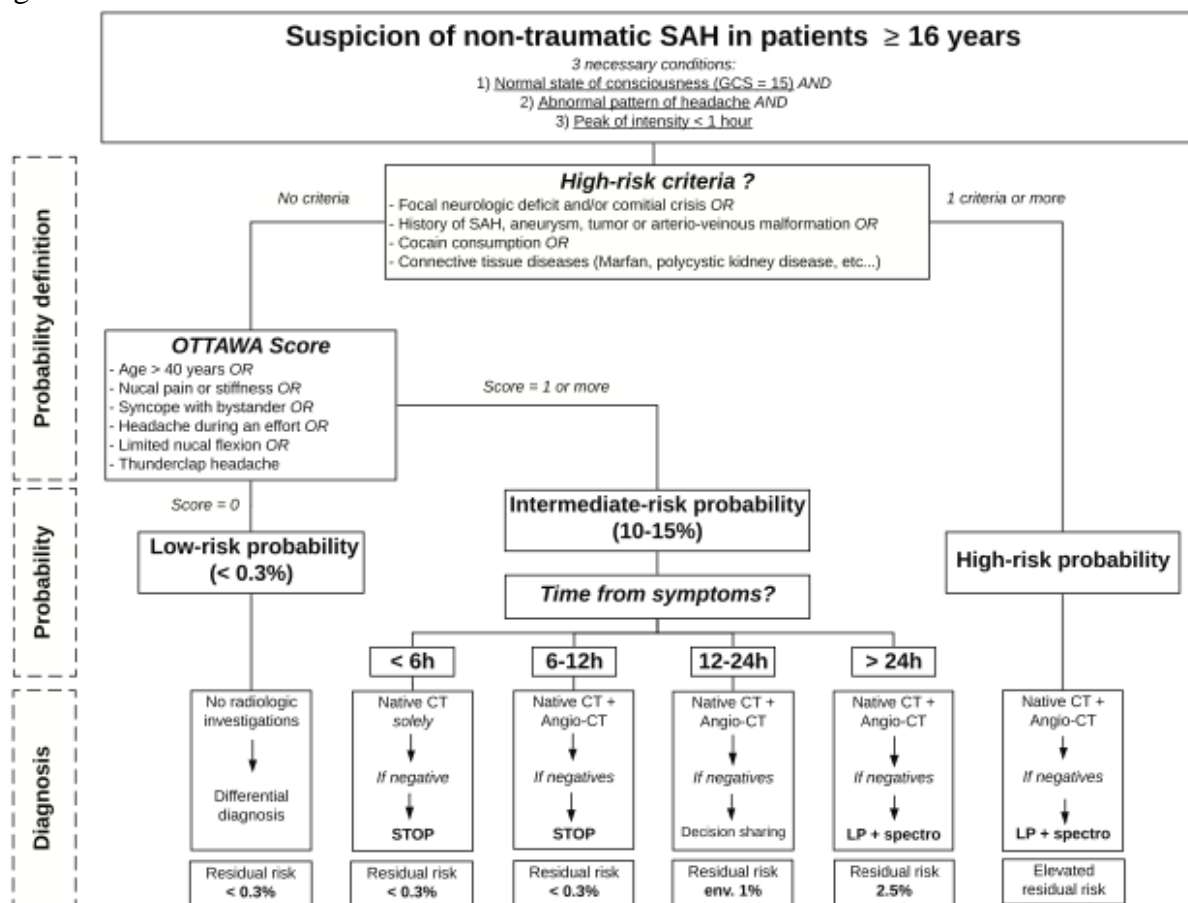 Suspicion of non-traumatic SAH in patients ≥ 16 years
3 necessary conditions:
1) Normal state of consciousness (GCS = 15) AND
2) Abnormal pattern of headache AND
3) Peak of intensity < 1 hour
Probability definition
High-risk criteria ?
- Focal neurologic deficit and/or comitial crisis OR
- History of SAH, aneurysm, tumor or arterio-veinous malformation OR
- Cocain consumption OR
- Connective tissue diseases (Marfan, polycystic kidney disease, etc...)
No criteria
1 criteria or more
OTTAWA Score
- Age > 40 years OR
- Nucal pain or stiffness OR
- Syncope with bystander OR
- Headache during an effort OR
- Limited nucal flexion OR
- Thunderclap headache
Score = 1 or more
Score = 0
Probability
Low-risk probability
(< 0.3%)
Intermediate-risk probability
(10-15%)
High-risk probability
Time from symptoms?
< 6h
6-12h
12-24h
> 24h
Diagnosis
No radiologic
investigations
Differential
diagnosis
Residual risk
< 0.3%
Native CT
solely
If negative
STOP
Residual risk
< 0.3%
Native CT +
Angio-CT
If negatives
STOP
Residual risk
< 0.3%
Native CT +
Angio-CT
If negatives
Decision sharing
Residual risk
env. 1%
Native CT +
Angio-CT
If negatives
LP + spectro
Residual risk
2.5%
Native CT +
Angio-CT
If negatives
LP + spectro
Elevated
residual risk